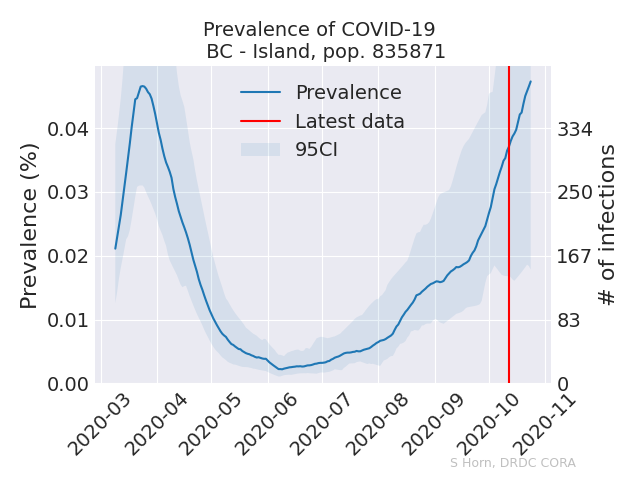 Prevalence of COVID-19
BC - Island, pop. 835871
Prevalence
Latest data
95CI
Prevalence (%)
0.04
0.03
0.02
0.01
0.00
334
250
167
83
0
# of infections
2020-03
2020-04
2020-05
2020-06
2020-07
2020-08
2020-09
2020-10
2020-11
S Horn, DRDC CORA